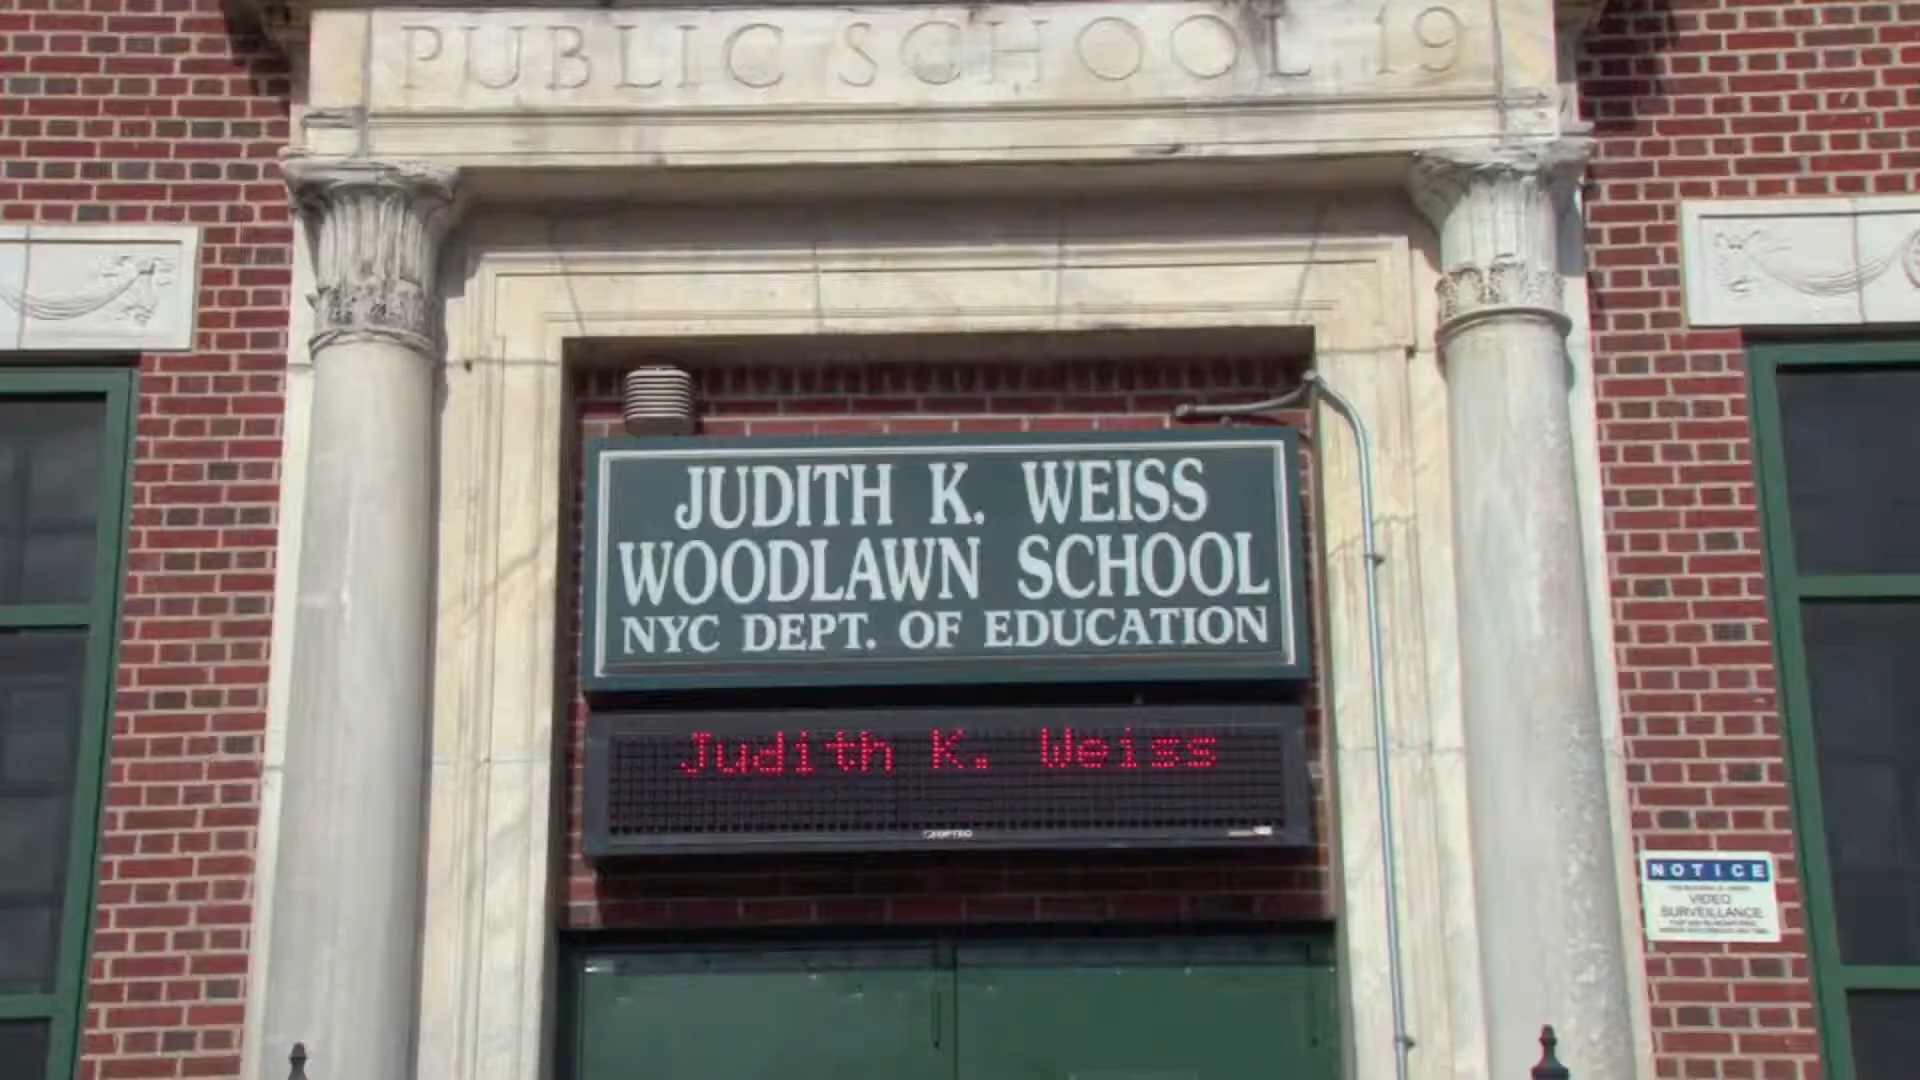 PUBLIC SCHOOL 19
JUDITH K. WEISS
WOODLAWN SCHOOL
NYC DEPT. OF EDUCATION
Judith K. Weiss
NOTICE
VIDEO
SURVEILLANCE